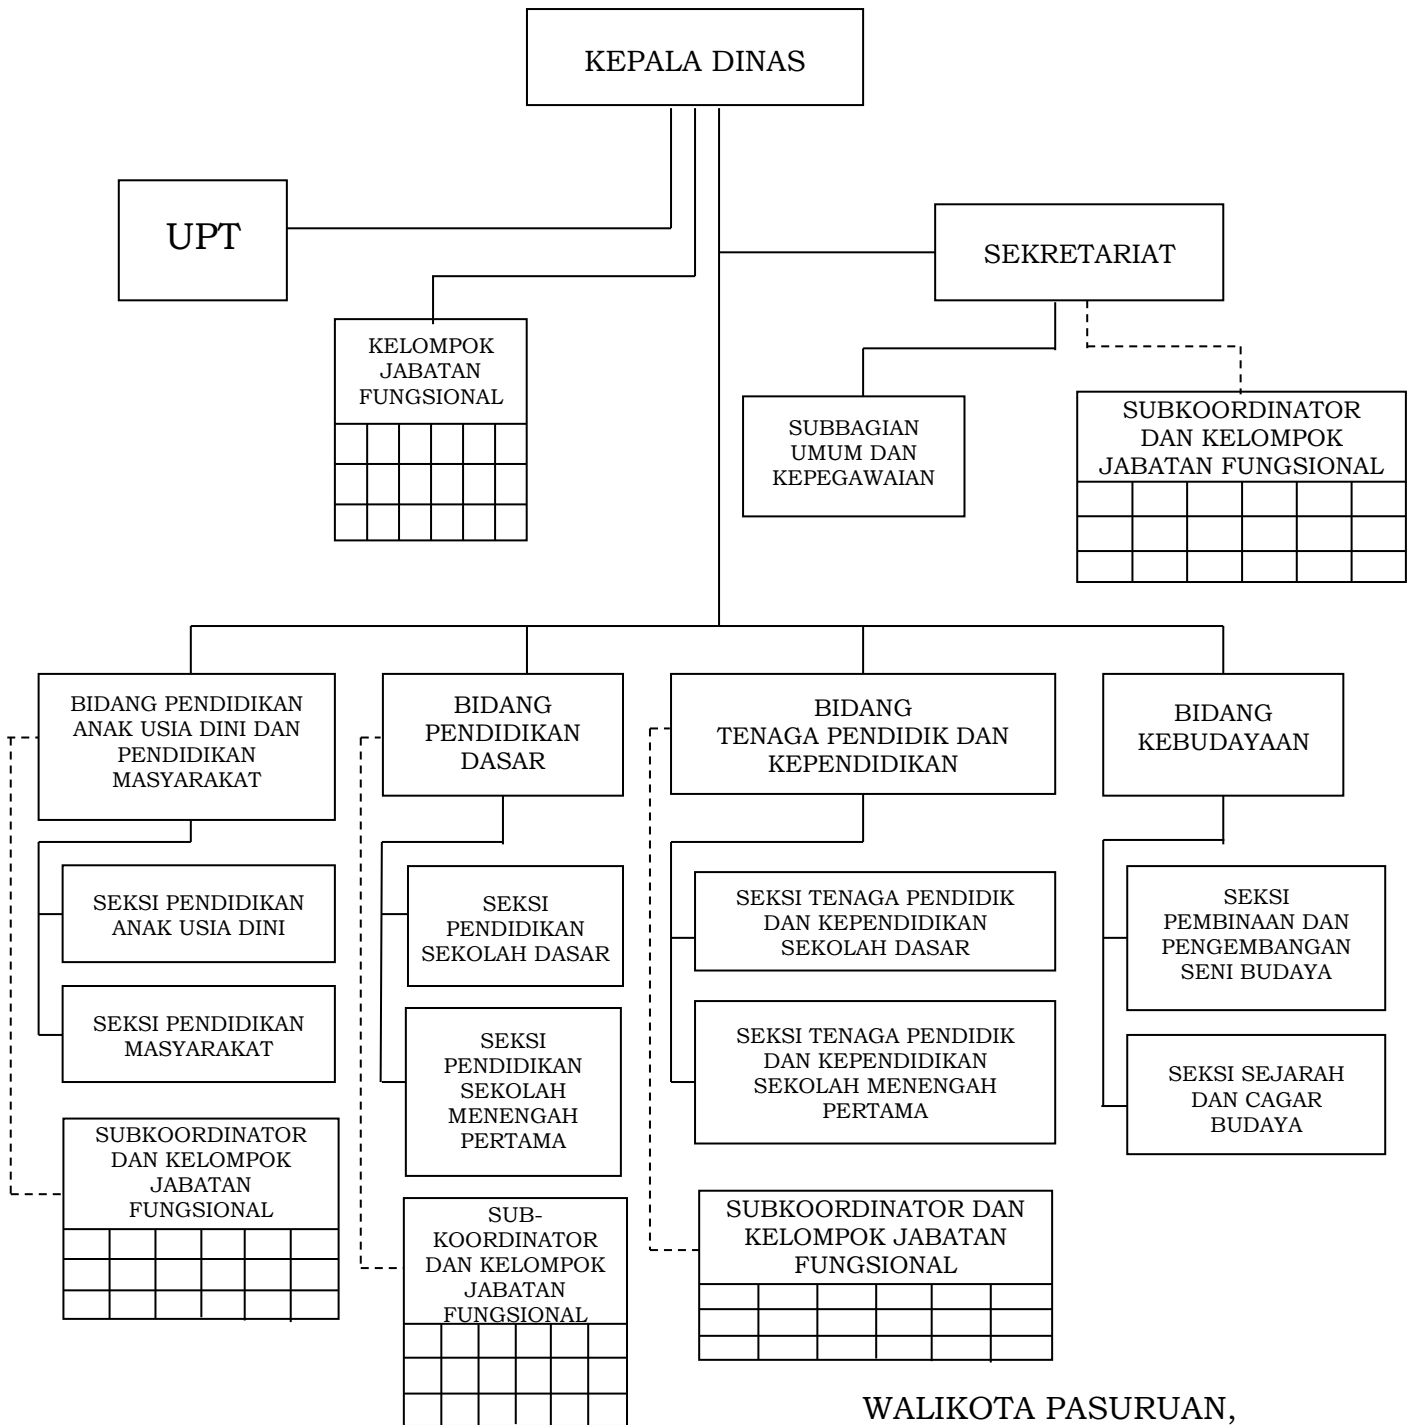 KEPALA DINAS
UPT
SEKRETARIAT
KELOMPOK
JABATAN
FUNGSIONAL
SUBBAGIAN
UMUM DAN
KEPEGAWAIAN
SUBKOORDINATOR
DAN KELOMPOK
JABATAN FUNGSIONAL
BIDANG PENDIDIKAN
ANAK USIA DINI DAN
PENDIDIKAN
MASYARAKAT
BIDANG
PENDIDIKAN
DASAR
BIDANG
TENAGA PENDIDIK DAN
KEPENDIDIKAN
BIDANG
KEBUDAYAAN
SEKSI PENDIDIKAN
ANAK USIA DINI
SEKSI PENDIDIKAN
MASYARAKAT
SUBKOORDINATOR
DAN KELOMPOK
JABATAN
FUNGSIONAL
SEKSI
PENDIDIKAN
SEKOLAH DASAR
SEKSI
PENDIDIKAN
SEKOLAH
MENENGAH
PERTAMA
SUB-
KOORDINATOR
DAN KELOMPOK
JABATAN
FUNGSIONAL
SEKSI TENAGA PENDIDIK
DAN KEPENDIDIKAN
SEKOLAH DASAR
SEKSI TENAGA PENDIDIK
DAN KEPENDIDIKAN
SEKOLAH MENENGAH
PERTAMA
SUBKOORDINATOR DAN
KELOMPOK JABATAN
FUNGSIONAL
SEKSI
PEMBINAAN DAN
PENGEMBANGAN
SENI BUDAYA
SEKSI SEJARAH
DAN CAGAR
BUDAYA
WALIKOTA PASURUAN,